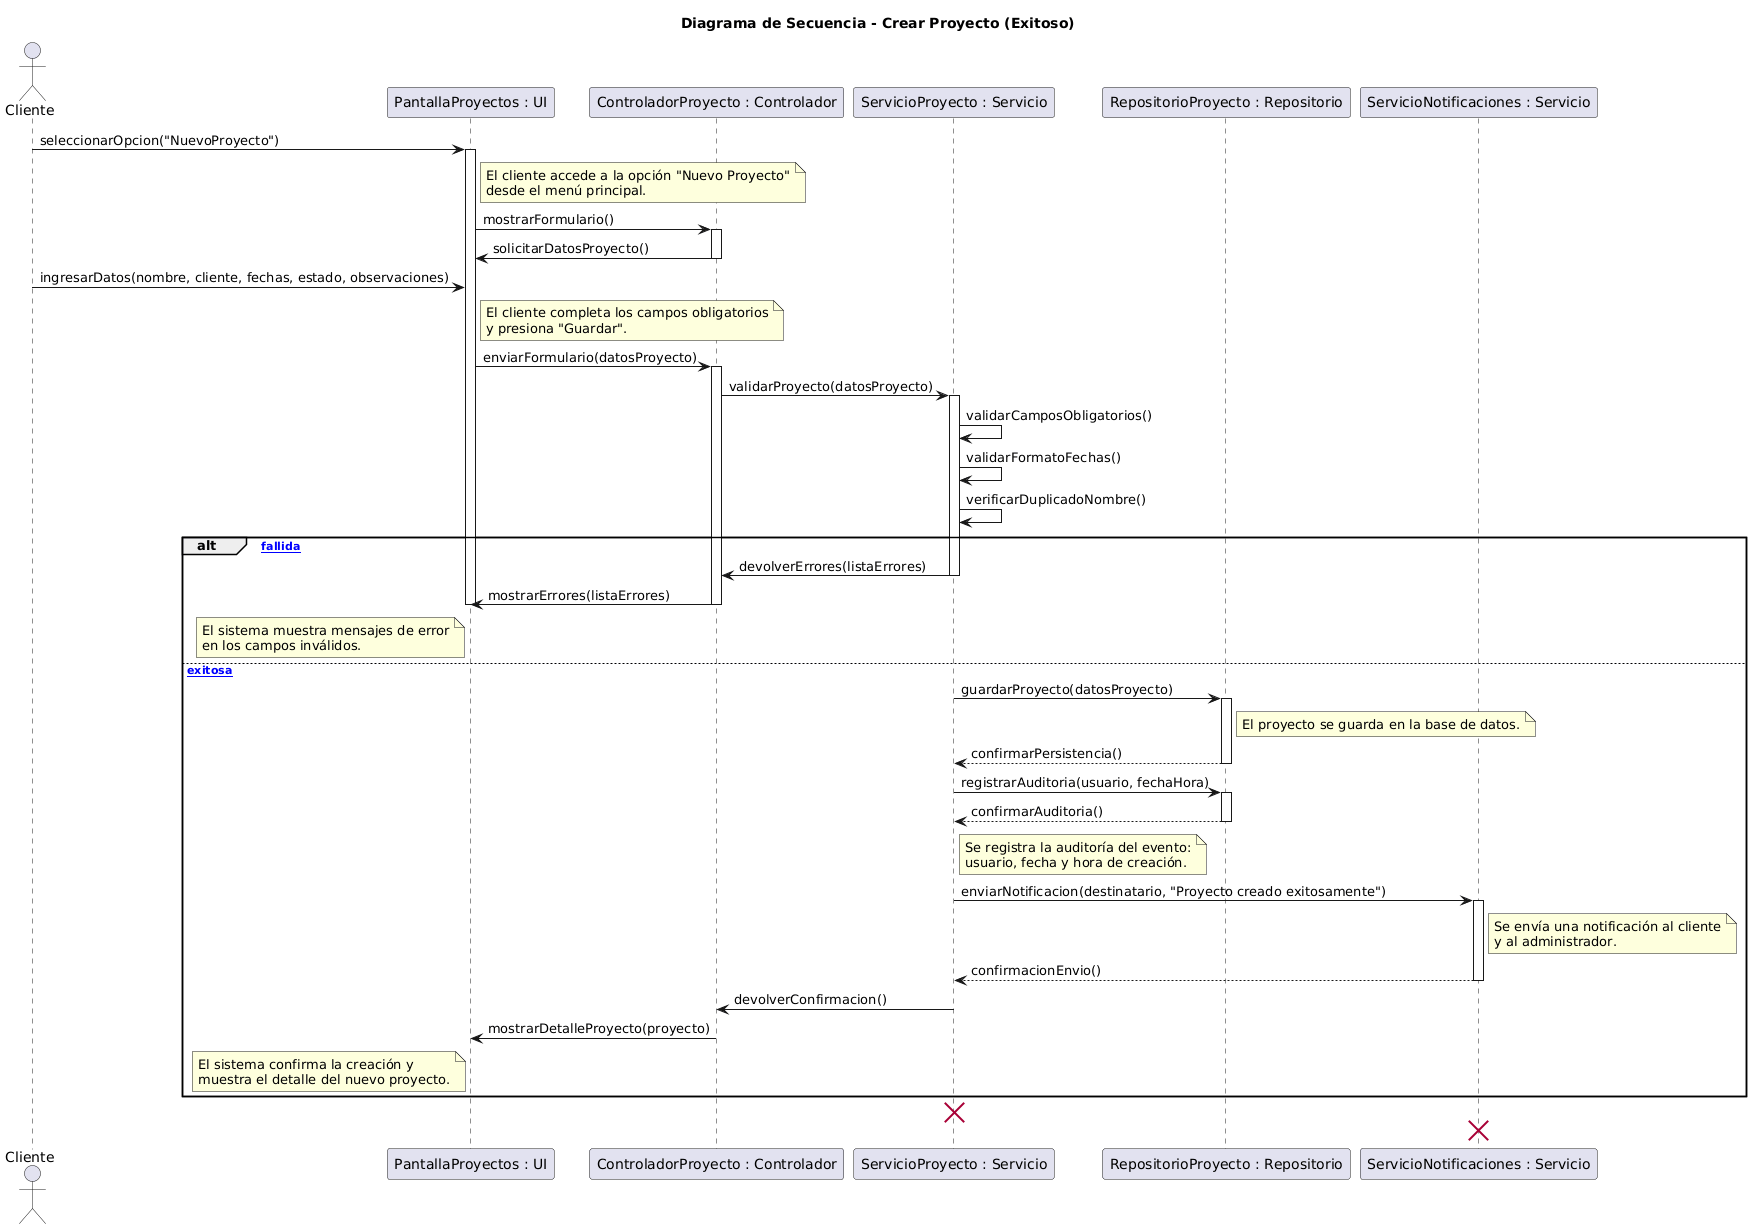 Diagrama de Secuencia - Crear Proyecto (Exitoso)
Cliente
PantallaProyectos : UI
ControladorProyecto : Controlador
ServicioProyecto : Servicio
RepositorioProyecto : Repositorio
ServicioNotificaciones : Servicio
seleccionarOpcion("NuevoProyecto")
El cliente accede a la opción "Nuevo Proyecto"
desde el menú principal.
mostrarFormulario()
solicitarDatosProyecto()
ingresarDatos(nombre, cliente, fechas, estado, observaciones)
El cliente completa los campos obligatorios
y presiona "Guardar".
enviarFormulario(datosProyecto)
validarProyecto(datosProyecto)
validarCamposObligatorios()
validarFormatoFechas()
verificarDuplicadoNombre()
alt
fallida
devolverErrores(listaErrores)
mostrarErrores(listaErrores)
El sistema muestra mensajes de error
en los campos inválidos.
exitosa
guardarProyecto(datosProyecto)
El proyecto se guarda en la base de datos.
confirmarPersistencia()
registrarAuditoria(usuario, fechaHora)
confirmarAuditoria()
Se registra la auditoría del evento:
usuario, fecha y hora de creación.
enviarNotificacion(destinatario, "Proyecto creado exitosamente")
Se envía una notificación al cliente
y al administrador.
confirmacionEnvio()
devolverConfirmacion()
mostrarDetalleProyecto(proyecto)
El sistema confirma la creación y
muestra el detalle del nuevo proyecto.
Cliente
PantallaProyectos : UI
ControladorProyecto : Controlador
ServicioProyecto : Servicio
RepositorioProyecto : Repositorio
ServicioNotificaciones : Servicio